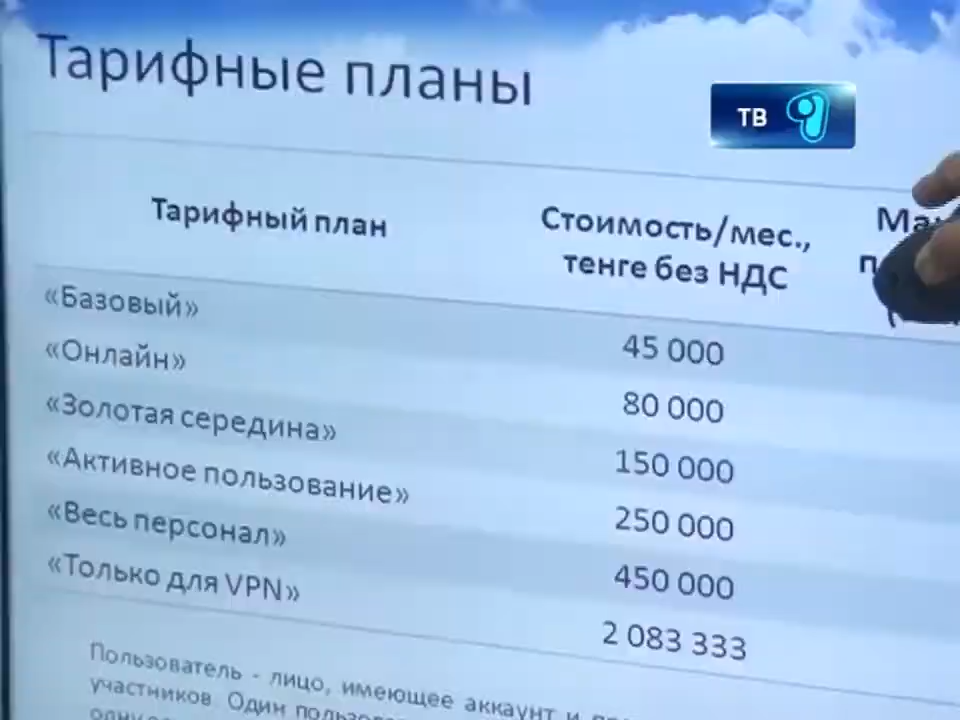 Тарифные планы
ТВ
Тарифный план
Стоимость/мес.,
тенге без НДС
«Базовый» 45 000
«Онлайн» 80 000
«Золотая середина» 150 000
«Активное пользование» 250 000
«Весь персонал» 450 000
«Только для VPN» 2 083 333
Пользователь - лицо, имеющее аккаунт и
участников. Один